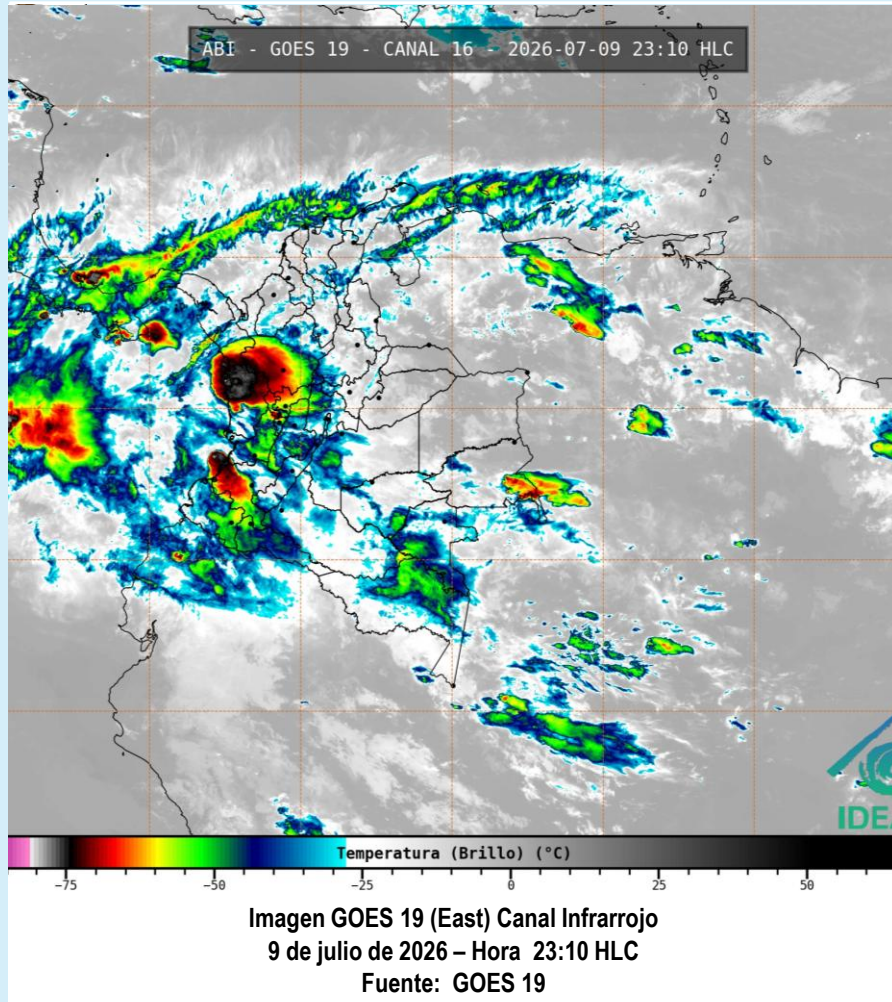 ABI - GOES 19 - CANAL 16 - 2026-07-09 23:10 HLC
Temperatura (Brillo) (°C)
−75 −50 −25 0 25 50
Imagen GOES 19 (East) Canal Infrarrojo
9 de julio de 2026 – Hora 23:10 HLC
Fuente: GOES 19